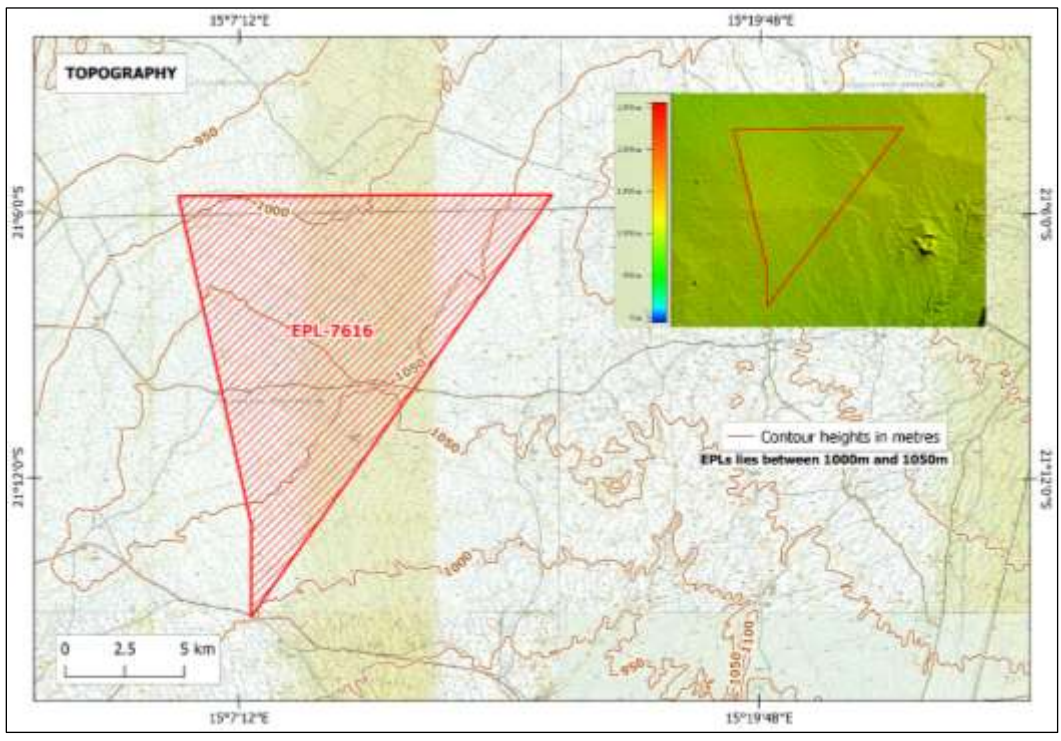 15°7'12"E
15°19'48"E
TOPOGRAPHY
950
21°6'0"S
21°6'0"S
1000
EPL-7616
1050
1050
Contour heights in metres
EPLs lies between 1000m and 1050m
21°12'0"S
21°12'0"S
1000
0 2.5 5 km
950
1050
1100
15°7'12"E
15°19'48"E